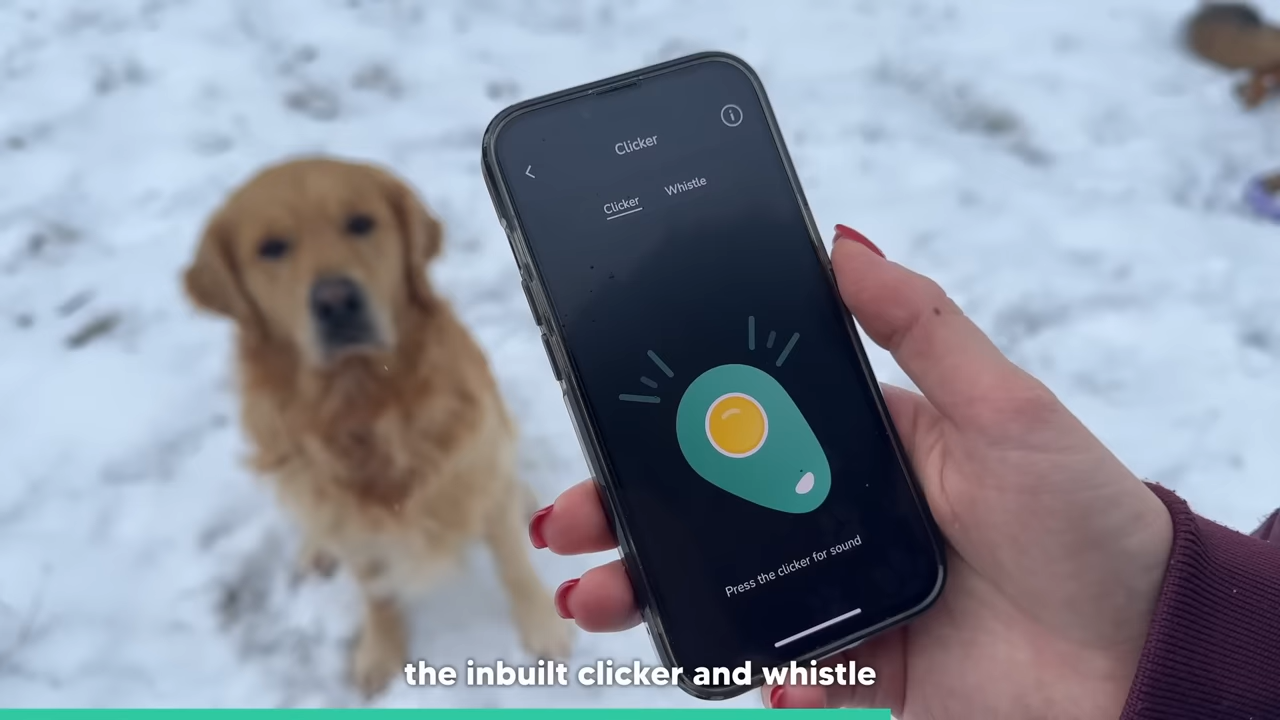 Clicker
Clicker
Whistle
Press the clicker for sound
the inbuilt clicker and whistle